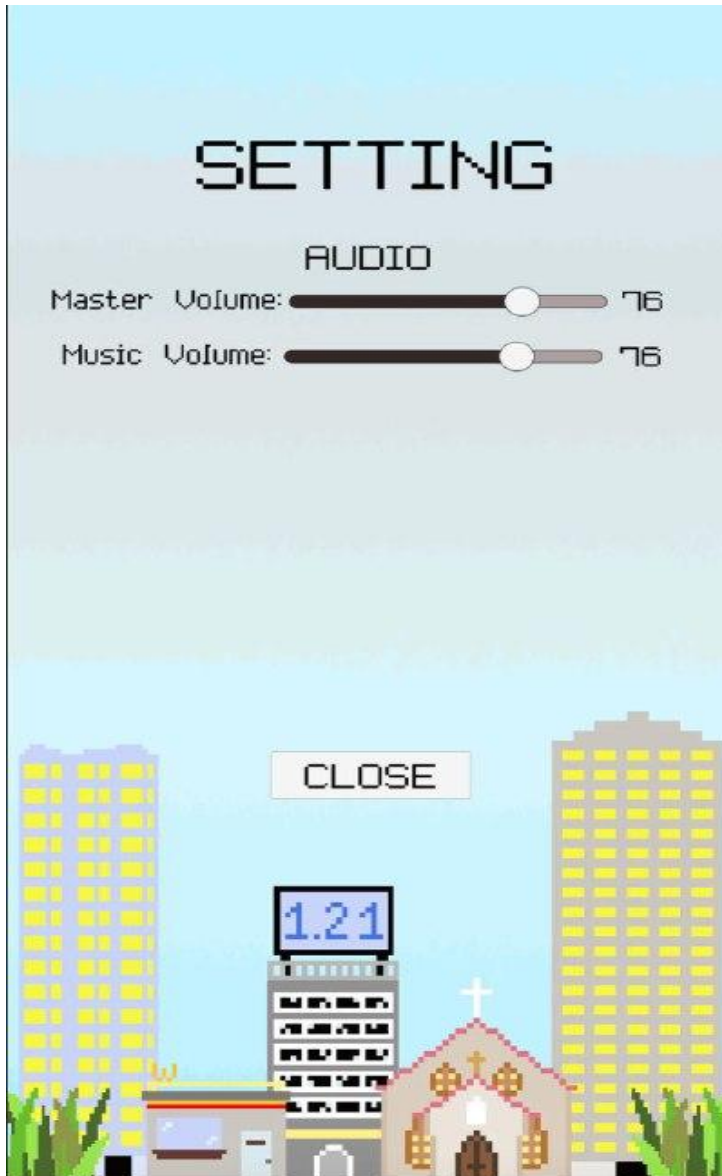 SETTING
AUDIO
Master Volume: 76
Music Volume: 76
CLOSE
1.21
W